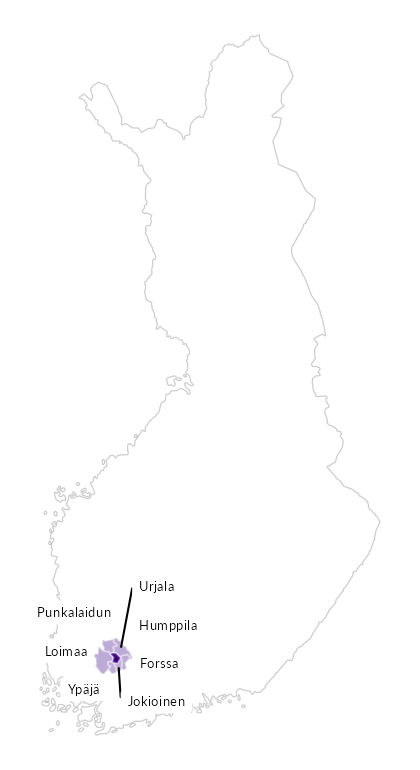 Urjala
Punkalaidun
Humppila
Loimaa
Forssa
Ypäjä
Jokioinen